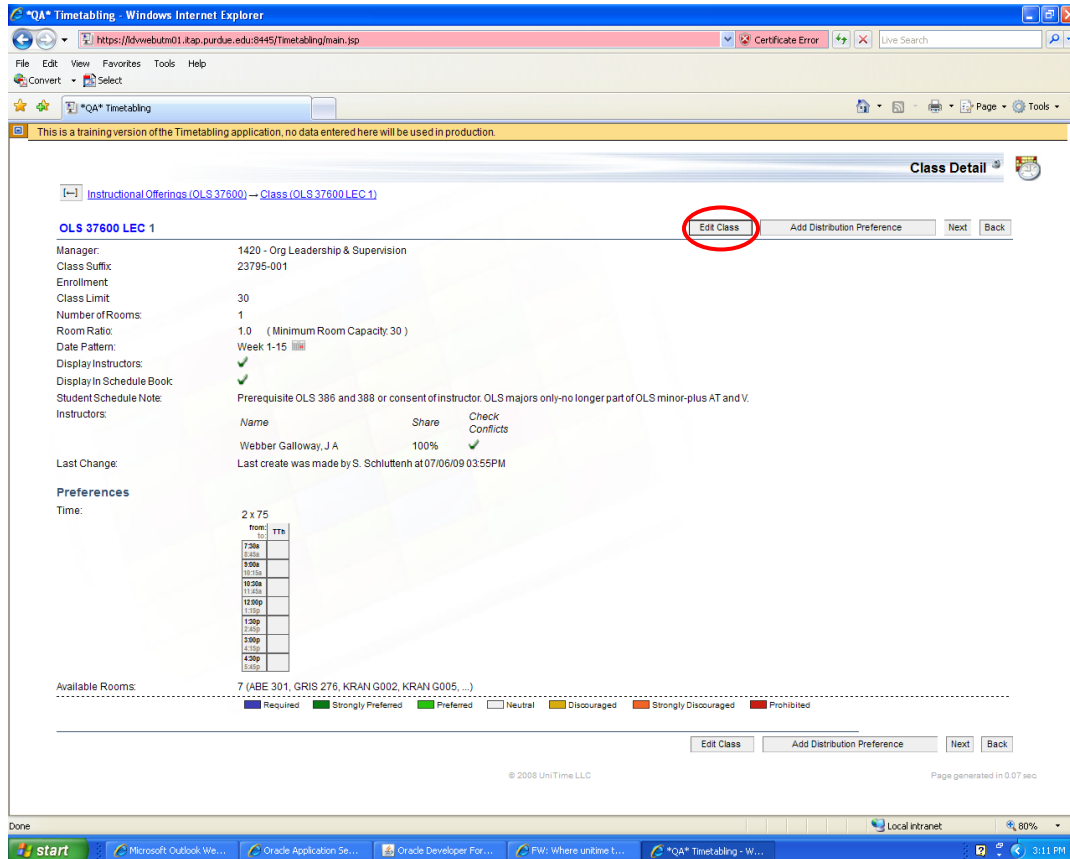 *QA* Timetabling - Windows Internet Explorer
https://ldvwebutm01.itap.purdue.edu:8445/Timetabling/main.jsp
Certificate Error
Live Search
File Edit View Favorites Tools Help
Convert Select
*QA* Timetabling
Page Tools
This is a training version of the Timetabling application, no data entered here will be used in production.
Class Detail
Instructional Offerings (OLS 37600) → Class (OLS 37600 LEC 1)
OLS 37600 LEC 1 Edit Class Add Distribution Preference Next Back
Manager: 1420 - Org Leadership & Supervision
Class Suffix: 23795-001
Enrollment:
Class Limit: 30
Number of Rooms: 1
Room Ratio: 1.0 ( Minimum Room Capacity: 30 )
Date Pattern: Week 1-15
Display Instructors:
Display In Schedule Book:
Student Schedule Note: Prerequisite OLS 386 and 388 or consent of instructor. OLS majors only-no longer part of OLS minor-plus AT and V.
Instructors:
Name Share Check Conflicts
Webber Galloway, J A 100%
Last Change: Last create was made by S. Schluttenh at 07/06/09 03:55PM
Preferences
Time:
2 x 75
from: TTh
to:
7:30a
8:45a
9:00a
10:15a
10:30a
11:45a
12:00p
1:15p
1:30p
2:45p
3:00p
4:15p
4:30p
5:45p
Available Rooms: 7 (ABE 301, GRIS 276, KRAN G002, KRAN G005, ...)
Required Strongly Preferred Preferred Neutral Discouraged Strongly Discouraged Prohibited
Edit Class Add Distribution Preference Next Back
© 2008 UniTime LLC
Page generated in 0.07 sec.
Done Local intranet 80%
start Microsoft Outlook We... Oracle Application Se... Oracle Developer For... FW: Where unitime t... *QA* Timetabling - W... 3:11 PM